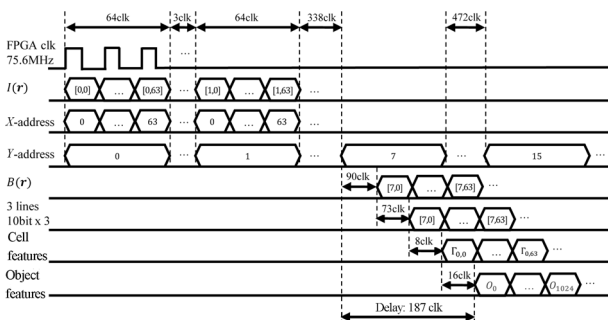 64clk 3clk 64clk 338clk 472clk
FPGA clk
75.6MHz
...
I(r) [0,0] ... [0,63] ... [1,0] ... [1,63] ...
X-address 0 ... 63 0 ... 63
Y-address 0 ... 1 ... 7 ... 15 ...
B(r) 90clk [7,0] ... [7,63] ...
3 lines
10bit x 3
73clk [7,0] ... [7,63] ...
Cell
features
8clk Γ0,0 ... Γ0,63 ...
Object
features
16clk O0 ... O1024 ...
Delay: 187 clk